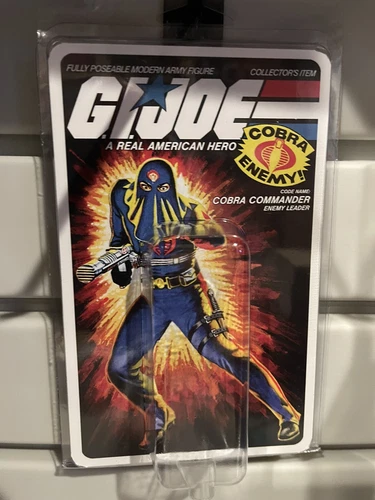 FULLY POSEABLE MODERN ARMY FIGURE
COLLECTOR'S ITEM
G.I. JOE
A REAL AMERICAN HERO
COBRA
ENEMY!
CODE NAME:
COBRA COMMANDER
ENEMY LEADER